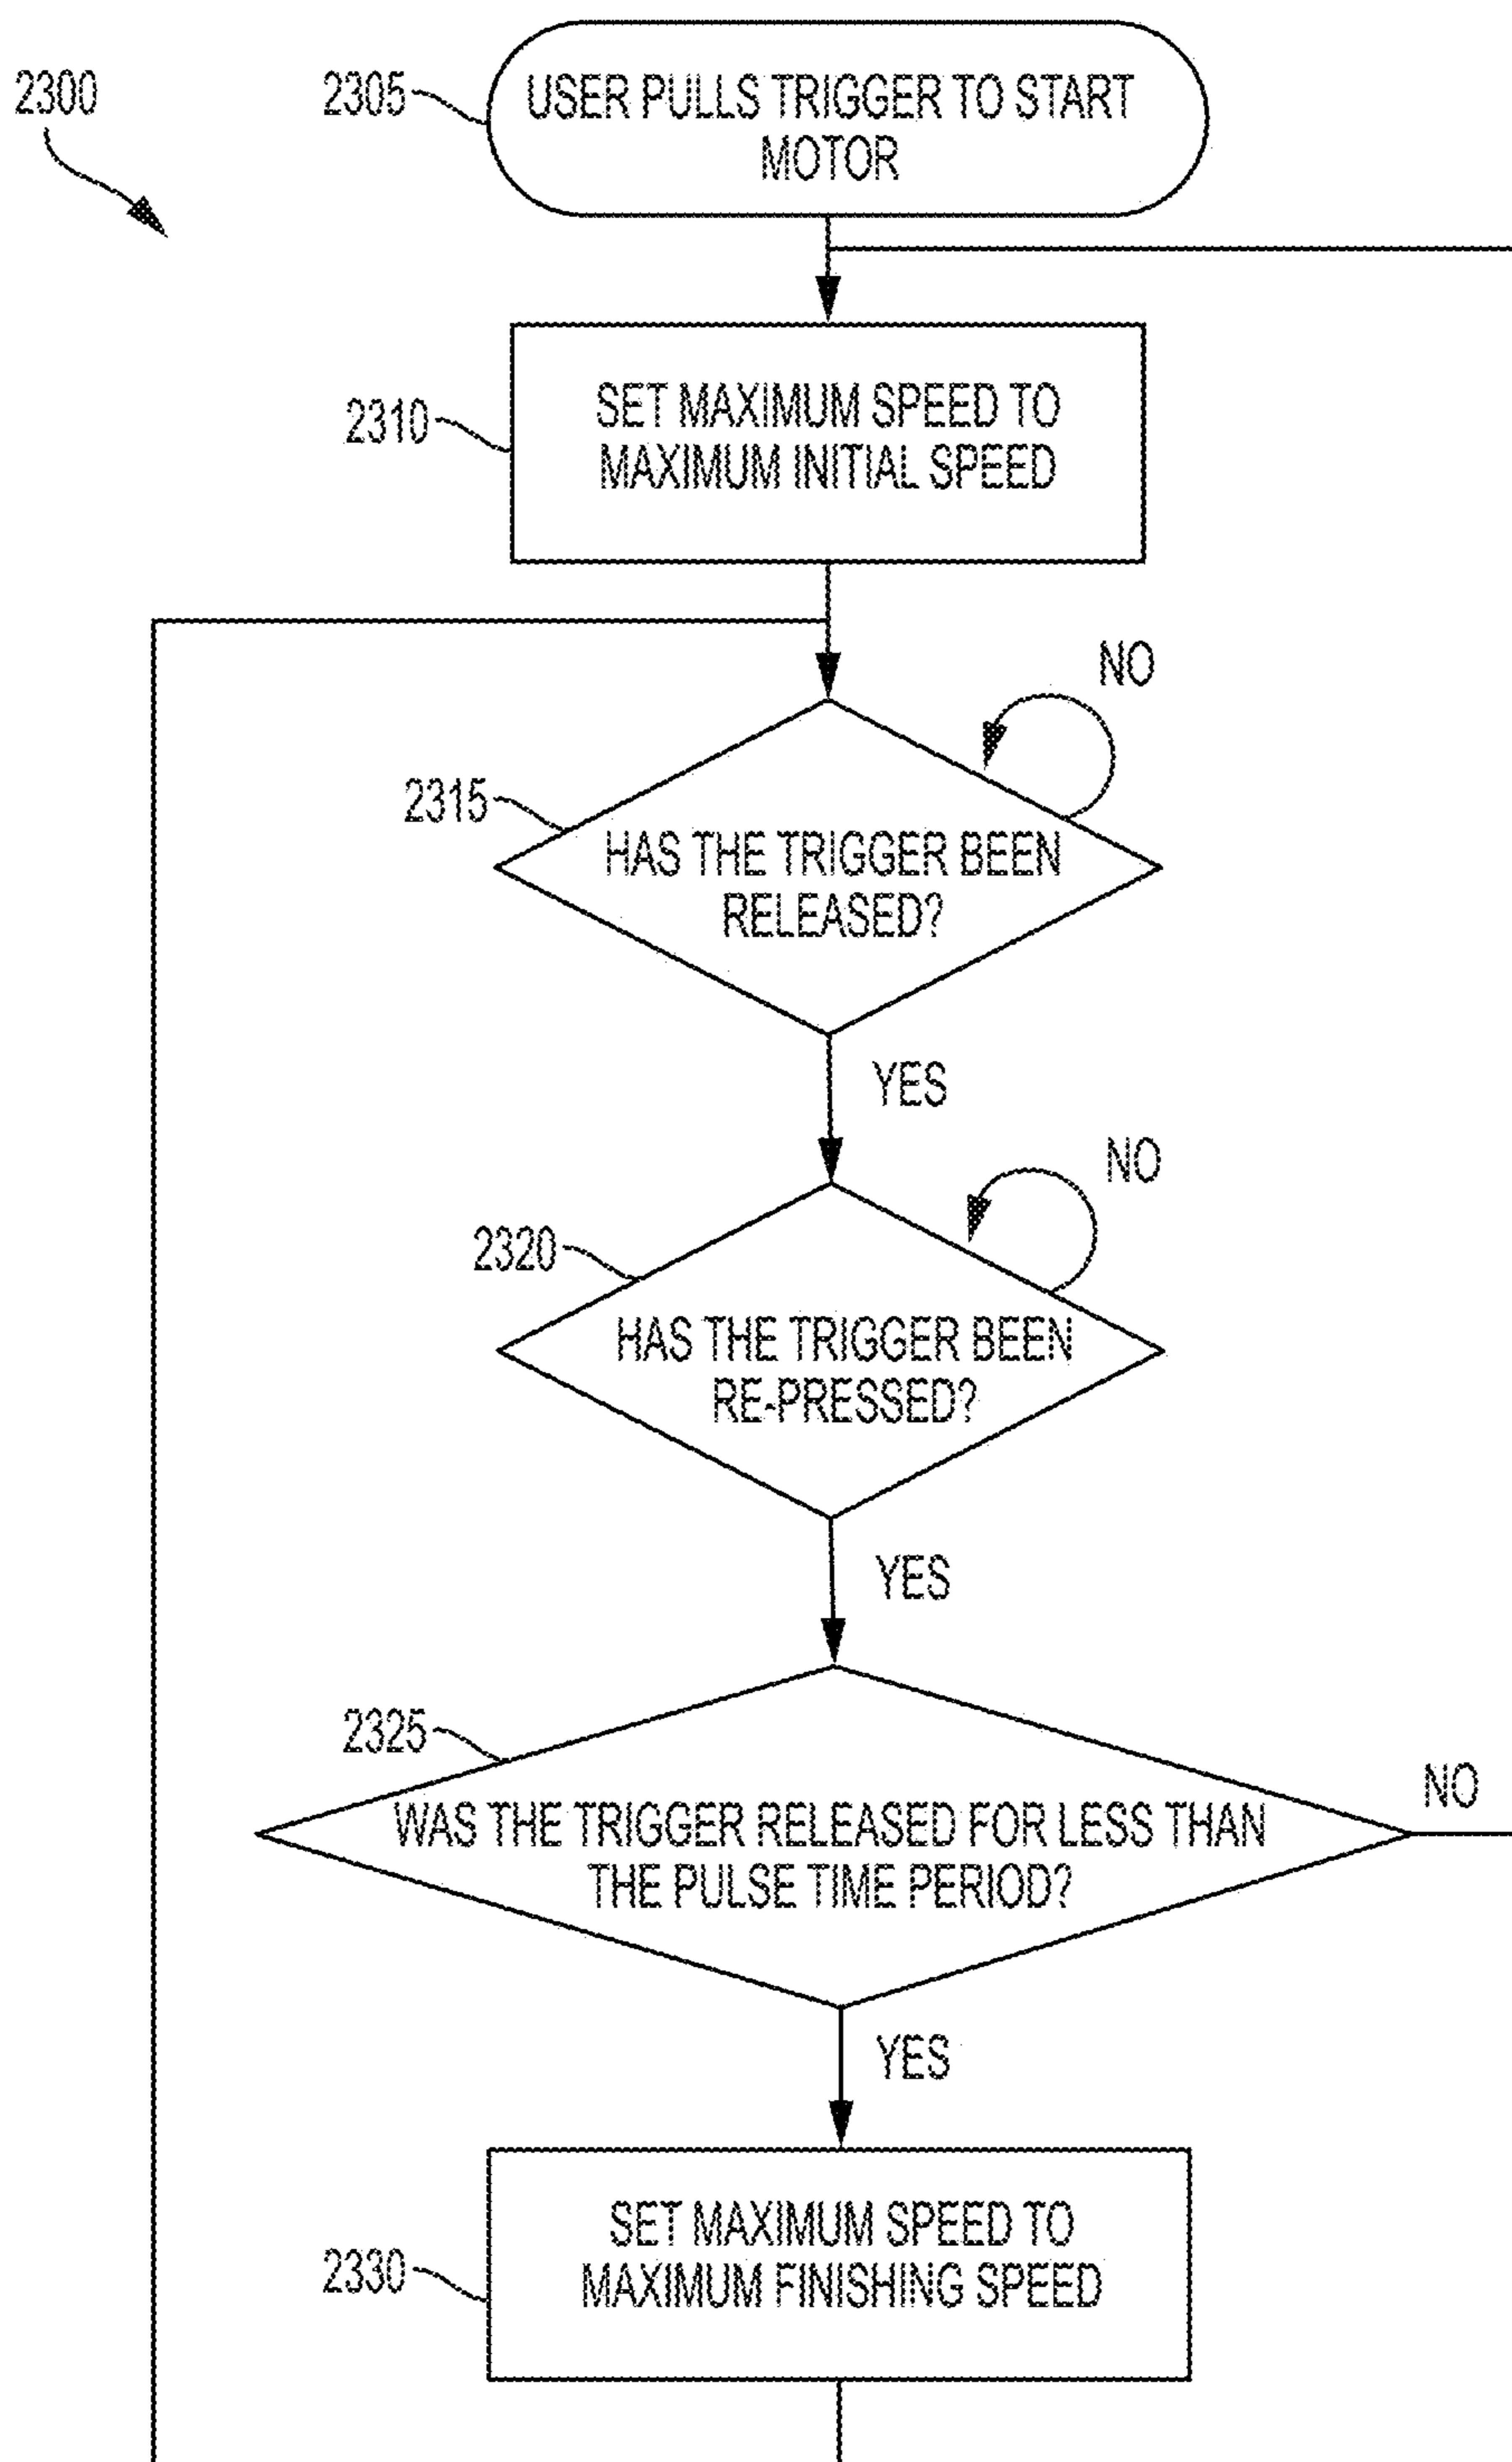 2300
2305
USER PULLS TRIGGER TO START
MOTOR
2310
SET MAXIMUM SPEED TO
MAXIMUM INITIAL SPEED
NO
2315
HAS THE TRIGGER BEEN
RELEASED?
YES
NO
2320
HAS THE TRIGGER BEEN
RE-PRESSED?
YES
2325
NO
WAS THE TRIGGER RELEASED FOR LESS THAN
THE PULSE TIME PERIOD?
YES
2330
SET MAXIMUM SPEED TO
MAXIMUM FINISHING SPEED